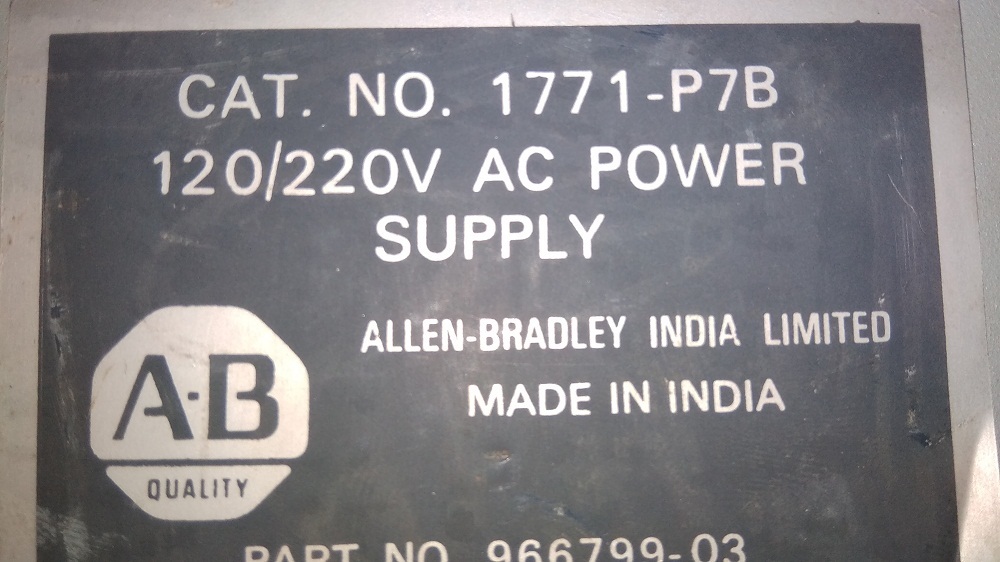 CAT. NO. 1771-P7B
120/220V AC POWER
SUPPLY
ALLEN-BRADLEY INDIA LIMITED
MADE IN INDIA
A-B
QUALITY
PART NO. 966799-03